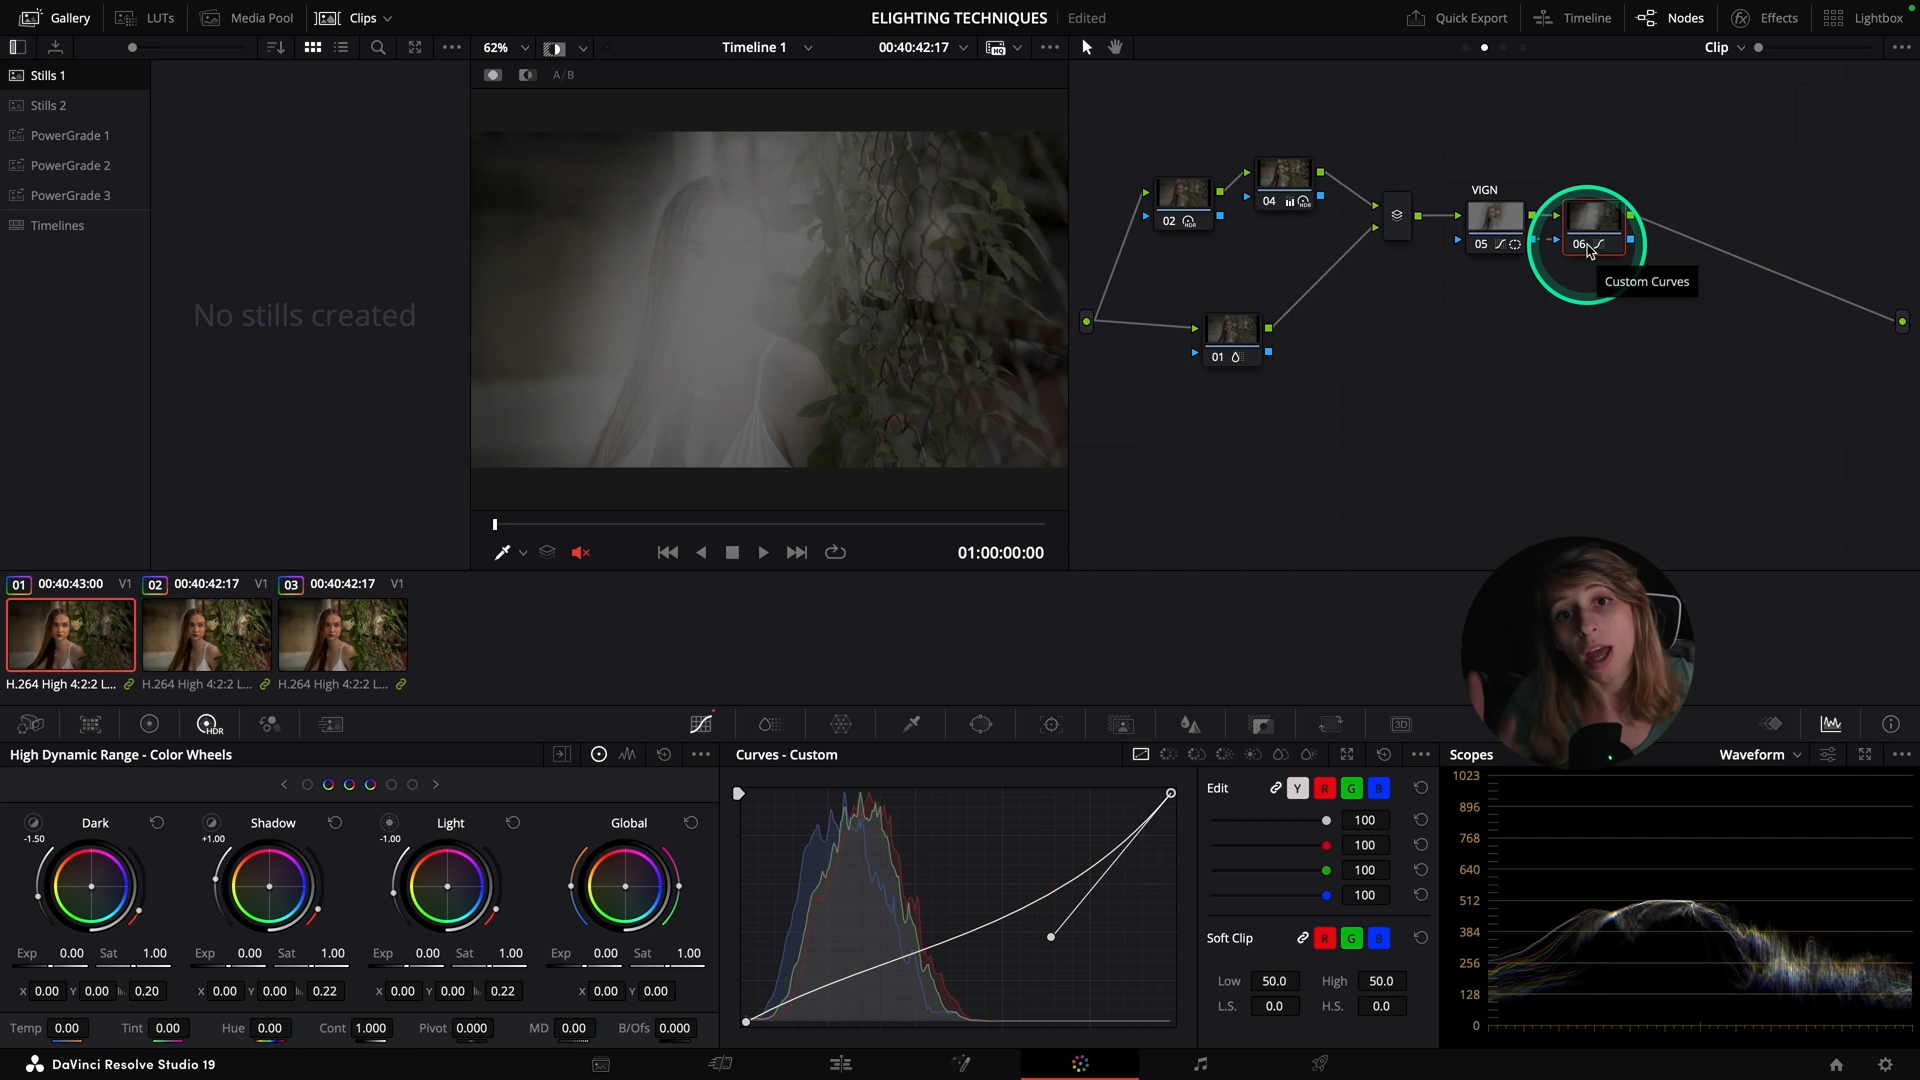 Gallery LUTs Media Pool Clips ELIGHTING TECHNIQUES Edited Quick Export Timeline Nodes Effects Lightbox
62% Timeline 1 00:40:42:17 Clip
A/B
Stills 1
Stills 2
PowerGrade 1
PowerGrade 2
PowerGrade 3
Timelines
No stills created
VIGN
02 HDR
04 HDR
05
06
01
Custom Curves
01:00:00:00
01 00:40:43:00 V1 02 00:40:42:17 V1 03 00:40:42:17 V1
H.264 High 4:2:2 L... H.264 High 4:2:2 L... H.264 High 4:2:2 L...
HDR 3D
High Dynamic Range - Color Wheels
Dark Shadow Light Global
-1.50 +1.00 -1.00
Exp 0.00 Sat 1.00 Exp 0.00 Sat 1.00 Exp 0.00 Sat 1.00 Exp 0.00 Sat 1.00
X 0.00 Y 0.00 0.20 X 0.00 Y 0.00 0.22 X 0.00 Y 0.00 0.22 X 0.00 Y 0.00
Temp 0.00 Tint 0.00 Hue 0.00 Cont 1.000 Pivot 0.000 MD 0.00 B/Ofs 0.000
Curves - Custom
Edit Y R G B
100
100
100
100
Soft Clip R G B
Low 50.0 High 50.0
L.S. 0.0 H.S. 0.0
Scopes Waveform
1023
896
768
640
512
384
256
128
0
DaVinci Resolve Studio 19